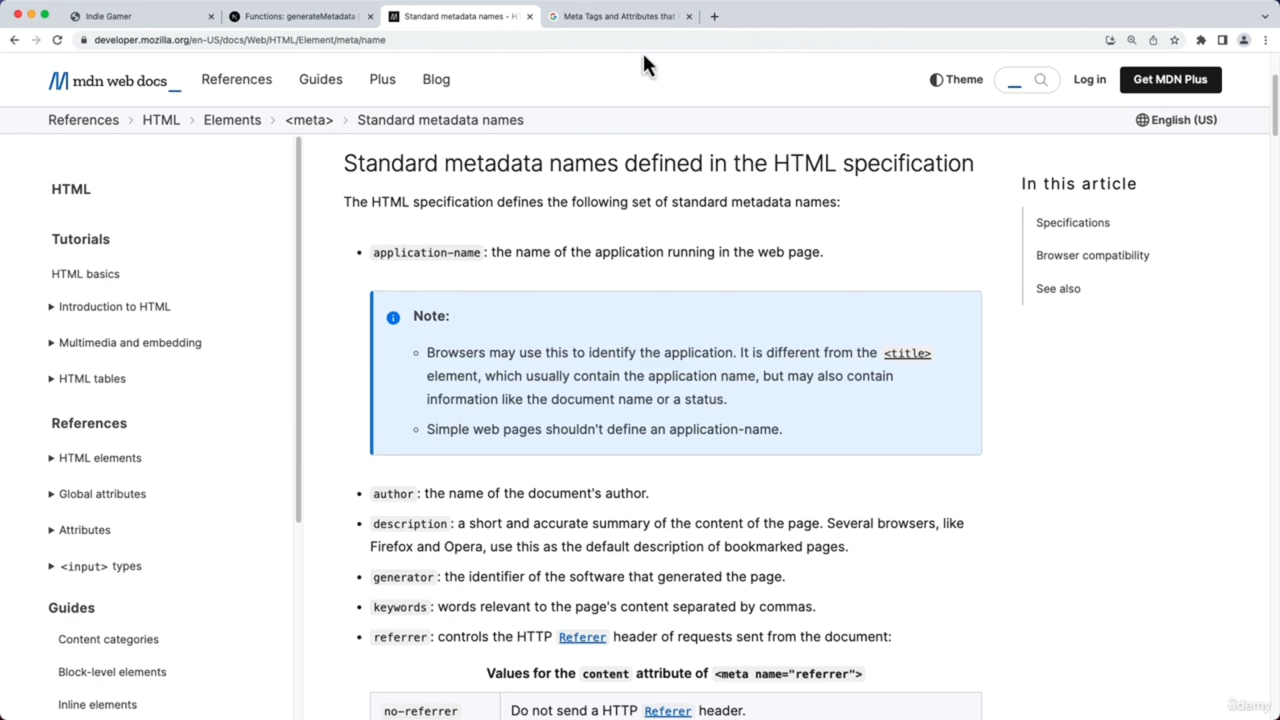 Indie Gamer
Functions: generateMetadata |
Standard metadata names - H
Meta Tags and Attributes that
developer.mozilla.org/en-US/docs/Web/HTML/Element/meta/name
mdn web docs_
References
Guides
Plus
Blog
Theme
Log in
Get MDN Plus
References > HTML > Elements > <meta> > Standard metadata names
English (US)
HTML
Tutorials
HTML basics
Introduction to HTML
Multimedia and embedding
HTML tables
References
HTML elements
Global attributes
Attributes
<input> types
Guides
Content categories
Block-level elements
Inline elements
Standard metadata names defined in the HTML specification
The HTML specification defines the following set of standard metadata names:
• application-name: the name of the application running in the web page.
Note:
Browsers may use this to identify the application. It is different from the <title>
element, which usually contain the application name, but may also contain
information like the document name or a status.
Simple web pages shouldn't define an application-name.
• author: the name of the document's author.
• description: a short and accurate summary of the content of the page. Several browsers, like
Firefox and Opera, use this as the default description of bookmarked pages.
• generator: the identifier of the software that generated the page.
• keywords: words relevant to the page's content separated by commas.
• referrer: controls the HTTP Referer header of requests sent from the document:
Values for the content attribute of <meta name="referrer">
no-referrer
Do not send a HTTP Referer header.
In this article
Specifications
Browser compatibility
See also
ûdemy